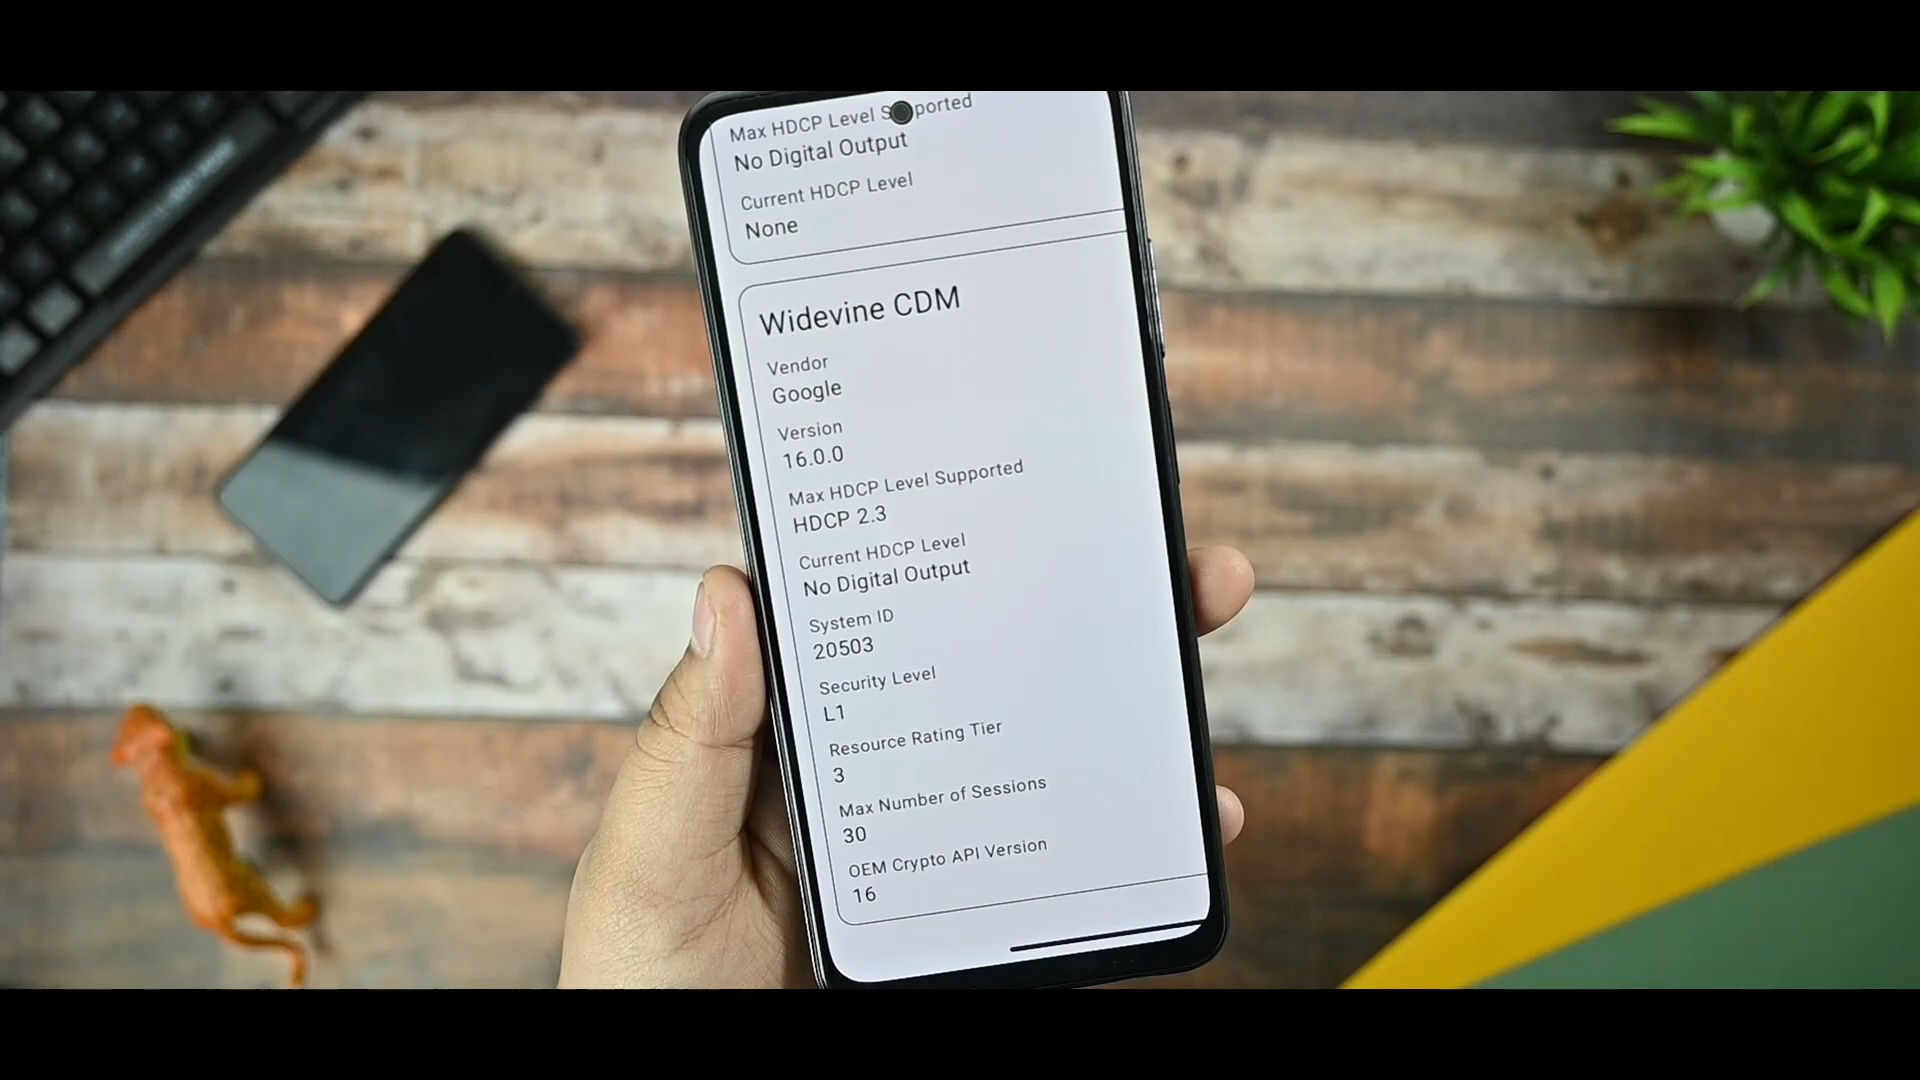 Max HDCP Level S pported
No Digital Output
Current HDCP Level
None
Widevine CDM
Vendor
Google
Version
16.0.0
Max HDCP Level Supported
HDCP 2.3
Current HDCP Level
No Digital Output
System ID
20503
Security Level
L1
Resource Rating Tier
3
Max Number of Sessions
30
OEM Crypto API Version
16